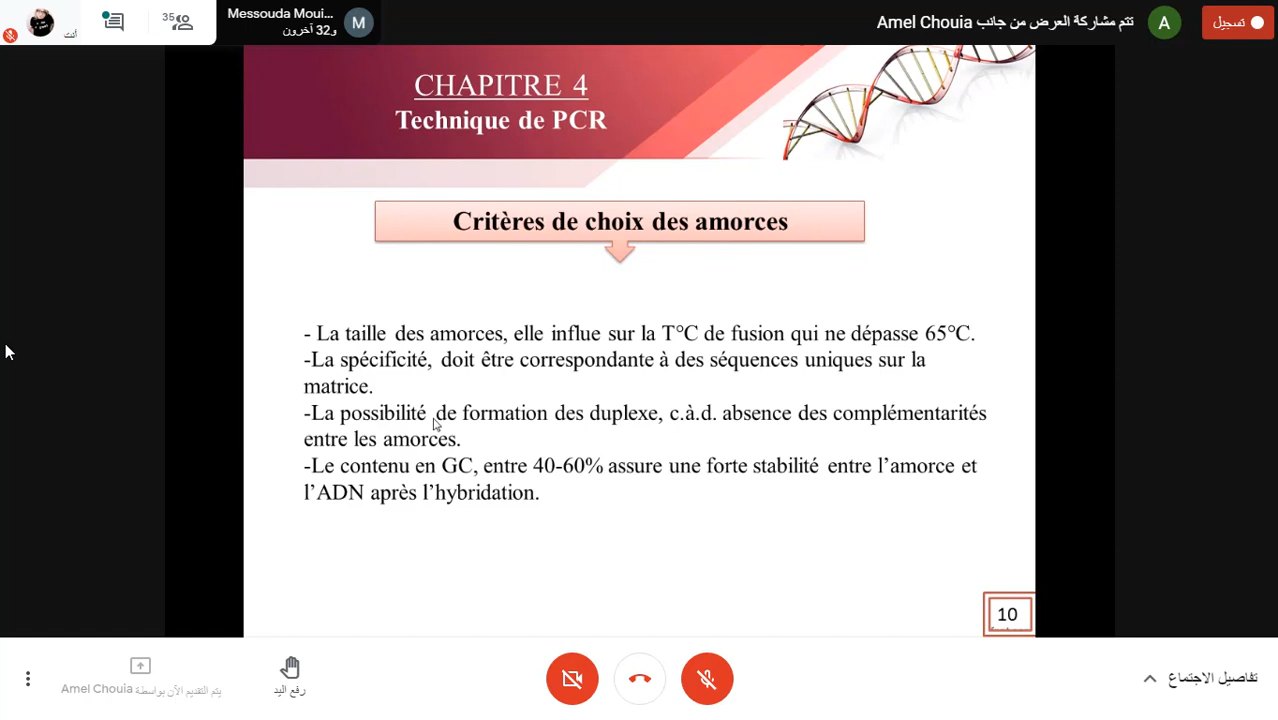 35
أنت
Messouda Moui...
و32 آخرون
M
تتم مشاركة العرض من جانب Amel Chouia
A
تسجيل
CHAPITRE 4
Technique de PCR
Critères de choix des amorces
- La taille des amorces, elle influe sur la T°C de fusion qui ne dépasse 65°C.
-La spécificité, doit être correspondante à des séquences uniques sur la
matrice.
-La possibilité de formation des duplexe, c.à.d. absence des complémentarités
entre les amorces.
-Le contenu en GC, entre 40-60% assure une forte stabilité entre l’amorce et
l’ADN après l’hybridation.
10
يتم التقديم الآن بواسطة Amel Chouia
رفع اليد
تفاصيل الاجتماع